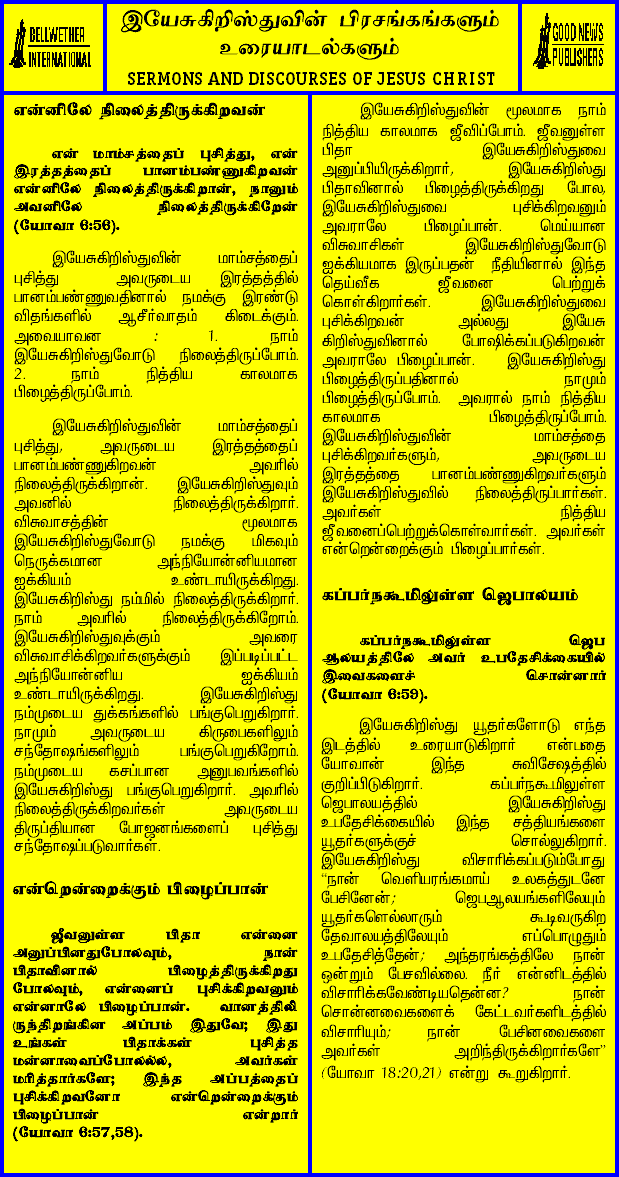 BELLWETHER
INTERNATIONAL
இயேசுகிறிஸ்துவின் பிரசங்கங்களும்
உரையாடல்களும்
SERMONS AND DISCOURSES OF JESUS CHRIST
GOOD NEWS
PUBLISHERS
என்னிலே நிலைத்திருக்கிறவன்
என் மாம்சத்தைப் புசித்து, என்
இரத்தத்தைப் பானம்பண்ணுகிறவன்
என்னிலே நிலைத்திருக்கிறான், நானும்
அவனிலே நிலைத்திருக்கிறேன்
(யோவா 6:56).
இயேசுகிறிஸ்துவின் மாம்சத்தைப்
புசித்து அவருடைய இரத்தத்தில்
பானம்பண்ணுவதினால் நமக்கு இரண்டு
விதங்களில் ஆசீர்வாதம் கிடைக்கும்.
அவையாவன : 1. நாம்
இயேசுகிறிஸ்துவோடு நிலைத்திருப்போம்.
2. நாம் நித்திய காலமாக
பிழைத்திருப்போம்.
இயேசுகிறிஸ்துவின் மாம்சத்தைப்
புசித்து, அவருடைய இரத்தத்தைப்
பானம்பண்ணுகிறவன் அவரில்
நிலைத்திருக்கிறான். இயேசுகிறிஸ்துவும்
அவனில் நிலைத்திருக்கிறார்.
விசுவாசத்தின் மூலமாக
இயேசுகிறிஸ்துவோடு நமக்கு மிகவும்
நெருக்கமான அந்நியோன்னியமான
ஐக்கியம் உண்டாயிருக்கிறது.
இயேசுகிறிஸ்து நம்மில் நிலைத்திருக்கிறார்.
நாம் அவரில் நிலைத்திருக்கிறோம்.
இயேசுகிறிஸ்துவுக்கும் அவரை
விசுவாசிக்கிறவர்களுக்கும் இப்படிப்பட்ட
அந்நியோன்னிய ஐக்கியம்
உண்டாயிருக்கிறது. இயேசுகிறிஸ்து
நம்முடைய துக்கங்களில் பங்குபெறுகிறார்.
நாமும் அவருடைய கிருபைகளிலும்
சந்தோஷங்களிலும் பங்குபெறுகிறோம்.
நம்முடைய கசப்பான அனுபவங்களில்
இயேசுகிறிஸ்து பங்குபெறுகிறார். அவரில்
நிலைத்திருக்கிறவர்கள் அவருடைய
திருப்தியான போஜனங்களைப் புசித்து
சந்தோஷப்படுவார்கள்.
என்றென்றைக்கும் பிழைப்பான்
ஜீவனுள்ள பிதா என்னை
அனுப்பினதுபோலவும், நான்
பிதாவினால் பிழைத்திருக்கிறது
போலவும், என்னைப் புசிக்கிறவனும்
என்னாலே பிழைப்பான். வானத்திலி
ருந்திறங்கின அப்பம் இதுவே; இது
உங்கள் பிதாக்கள் புசித்த
மன்னாவைப்போலல்ல, அவர்கள்
மரித்தார்களே; இந்த அப்பத்தைப்
புசிக்கிறவனோ என்றென்றைக்கும்
பிழைப்பான் என்றார்
(யோவா 6:57,58).
இயேசுகிறிஸ்துவின் மூலமாக நாம்
நித்திய காலமாக ஜீவிப்போம். ஜீவனுள்ள
பிதா இயேசுகிறிஸ்துவை
அனுப்பியிருக்கிறார், இயேசுகிறிஸ்து
பிதாவினால் பிழைத்திருக்கிறது போல,
இயேசுகிறிஸ்துவை புசிக்கிறவனும்
அவராலே பிழைப்பான். மெய்யான
விசுவாசிகள் இயேசுகிறிஸ்துவோடு
ஐக்கியமாக இருப்பதன் நீதியினால் இந்த
தெய்வீக ஜீவனை பெற்றுக்
கொள்கிறார்கள். இயேசுகிறிஸ்துவை
புசிக்கிறவன் அல்லது இயேசு
கிறிஸ்துவினால் போஷிக்கப்படுகிறவன்
அவராலே பிழைப்பான். இயேசுகிறிஸ்து
பிழைத்திருப்பதினால் நாமும்
பிழைத்திருப்போம். அவரால் நாம் நித்திய
காலமாக பிழைத்திருப்போம்.
இயேசுகிறிஸ்துவின் மாம்சத்தை
புசிக்கிறவர்களும், அவருடைய
இரத்தத்தை பானம்பண்ணுகிறவர்களும்
இயேசுகிறிஸ்துவில் நிலைத்திருப்பார்கள்.
அவர்கள் நித்திய
ஜீவனைப்பெற்றுக்கொள்வார்கள். அவர்கள்
என்றென்றைக்கும் பிழைப்பார்கள்.
கப்பர்நகூமிலுள்ள ஜெபாலயம்
கப்பர்நகூமிலுள்ள ஜெப
ஆலயத்திலே அவர் உபதேசிக்கையில்
இவைகளைச் சொன்னார்
(யோவா 6:59).
இயேசுகிறிஸ்து யூதர்களோடு எந்த
இடத்தில் உரையாடுகிறார் என்பதை
யோவான் இந்த சுவிசேஷத்தில்
குறிப்பிடுகிறார். கப்பர்நகூமிலுள்ள
ஜெபாலயத்தில் இயேசுகிறிஸ்து
உபதேசிக்கையில் இந்த சத்தியங்களை
யூதர்களுக்குச் சொல்லுகிறார்.
இயேசுகிறிஸ்து விசாரிக்கப்படும்போது
“நான் வெளியரங்கமாய் உலகத்துடனே
பேசினேன்; ஜெபஆலயங்களிலேயும்
யூதர்களெல்லாரும் கூடிவருகிற
தேவாலயத்திலேயும் எப்பொழுதும்
உபதேசித்தேன்; அந்தரங்கத்திலே நான்
ஒன்றும் பேசவில்லை. நீர் என்னிடத்தில்
விசாரிக்கவேண்டியதென்ன? நான்
சொன்னவைகளைக் கேட்டவர்களிடத்தில்
விசாரியும்; நான் பேசினவைகளை
அவர்கள் அறிந்திருக்கிறார்களே”
(யோவா 18:20,21) என்று கூறுகிறார்.